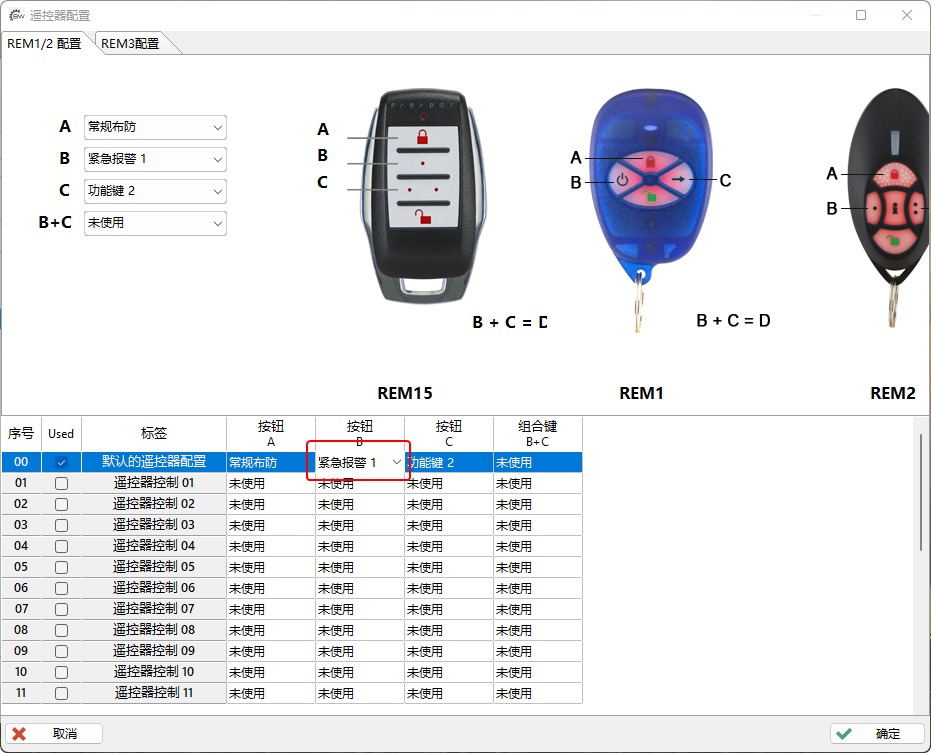 遥控器配置
REM1/2 配置 REM3配置
A 常规布防
B 紧急报警 1
C 功能键 2
B+C 未使用
A
B
C
B + C = D
REM15
A
B
C
B + C = D
REM1
A
B
REM2
序号 Used 标签 按钮 A 按钮 B 按钮 C 组合键 B+C
00 默认的遥控器配置 常规布防 紧急报警 1 功能键 2 未使用
01 遥控器控制 01 未使用 未使用 未使用 未使用
02 遥控器控制 02 未使用 未使用 未使用 未使用
03 遥控器控制 03 未使用 未使用 未使用 未使用
04 遥控器控制 04 未使用 未使用 未使用 未使用
05 遥控器控制 05 未使用 未使用 未使用 未使用
06 遥控器控制 06 未使用 未使用 未使用 未使用
07 遥控器控制 07 未使用 未使用 未使用 未使用
08 遥控器控制 08 未使用 未使用 未使用 未使用
09 遥控器控制 09 未使用 未使用 未使用 未使用
10 遥控器控制 10 未使用 未使用 未使用 未使用
11 遥控器控制 11 未使用 未使用 未使用 未使用
取消 确定